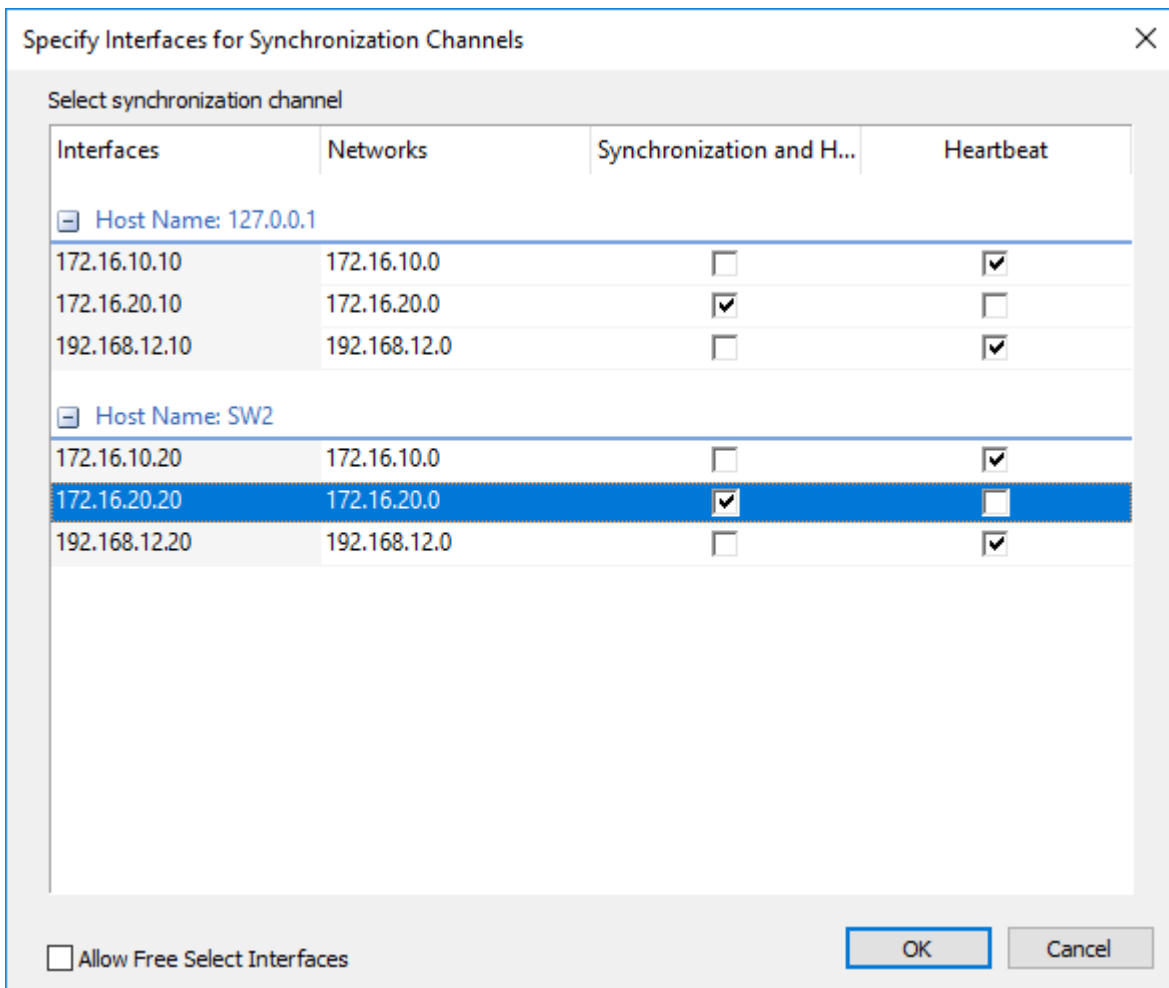 Specify Interfaces for Synchronization Channels
Select synchronization channel
Interfaces Networks Synchronization and H... Heartbeat
Host Name: 127.0.0.1
172.16.10.10 172.16.10.0
172.16.20.10 172.16.20.0
192.168.12.10 192.168.12.0
Host Name: SW2
172.16.10.20 172.16.10.0
172.16.20.20 172.16.20.0
192.168.12.20 192.168.12.0
Allow Free Select Interfaces OK Cancel